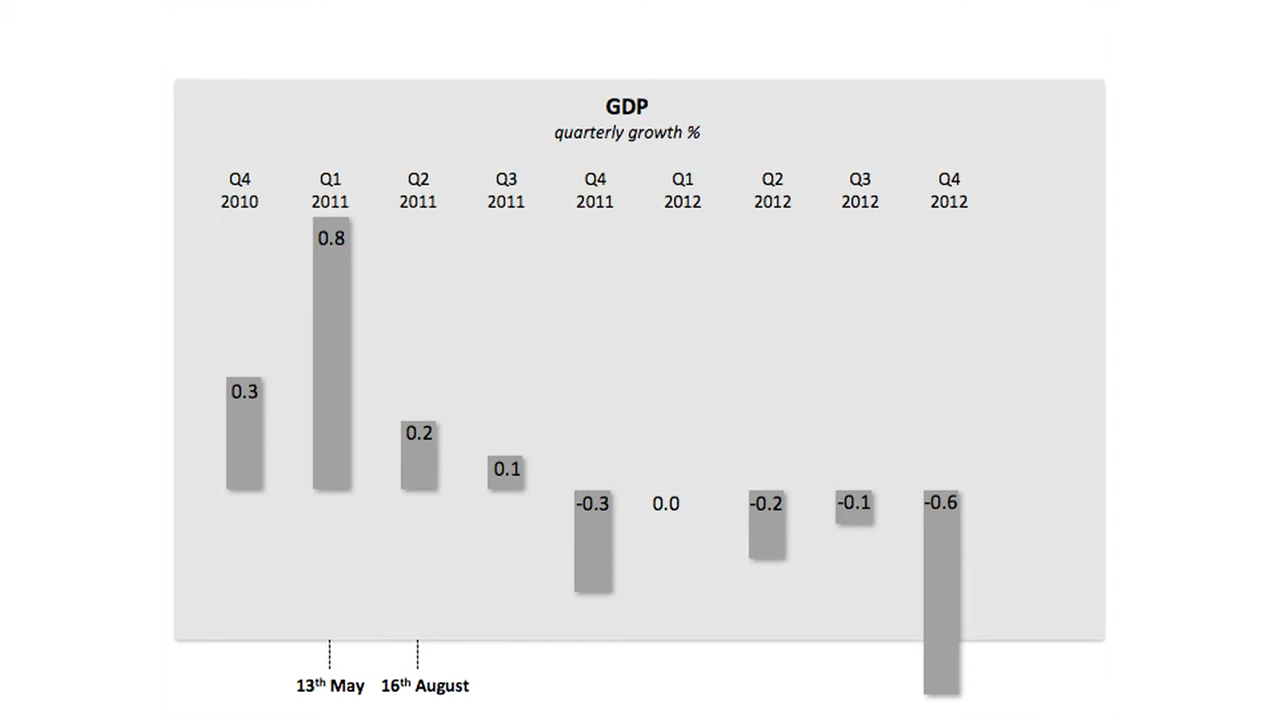 GDP
quarterly growth %
Q4 Q1 Q2 Q3 Q4 Q1 Q2 Q3 Q4
2010 2011 2011 2011 2011 2012 2012 2012 2012
0.8
0.3
0.2
0.1
-0.3 0.0 -0.2 -0.1 -0.6
13th May 16th August